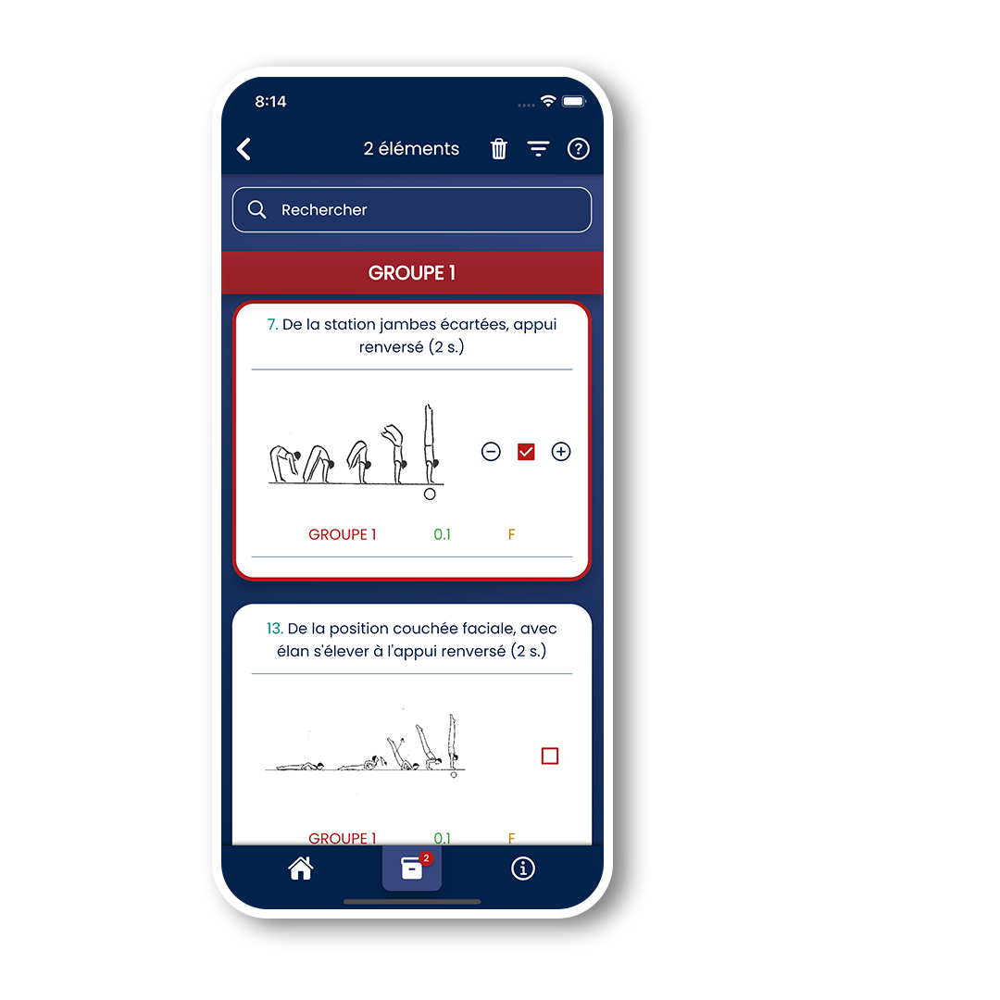 8:14
2 éléments
?
Rechercher
GROUPE 1
7. De la station jambes écartées, appui
renversé (2 s.)
GROUPE 1 0.1 F
13. De la position couchée faciale, avec
élan s'élever à l'appui renversé (2 s.)
GROUPE 1 0.1 F
2